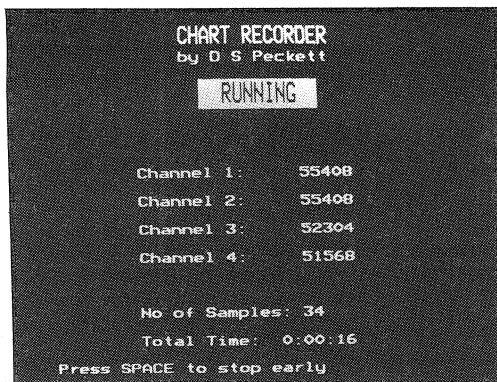 CHART RECORDER
by D S Peckett
RUNNING
Channel 1: 55408
Channel 2: 55408
Channel 3: 52304
Channel 4: 51568
No of Samples: 34
Total Time: 0:00:16
Press SPACE to stop early